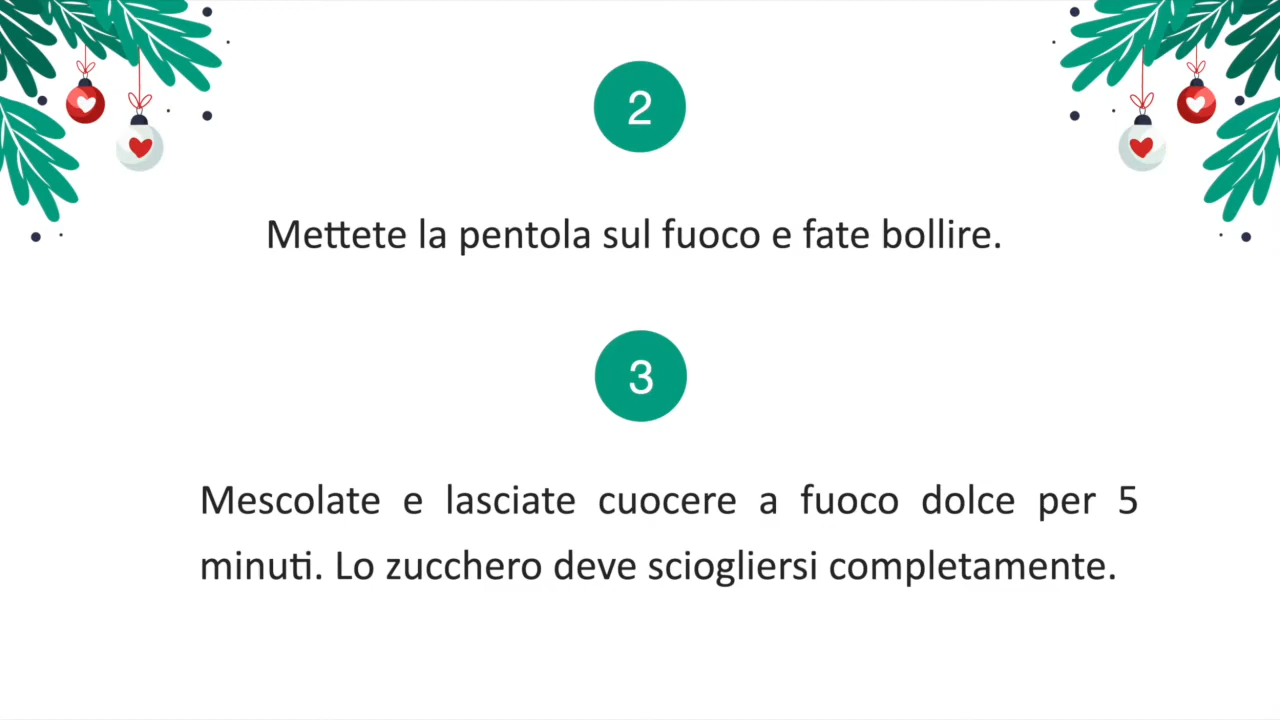 2
Mettete la pentola sul fuoco e fate bollire.
3
Mescolate e lasciate cuocere a fuoco dolce per 5
minuti. Lo zucchero deve sciogliersi completamente.